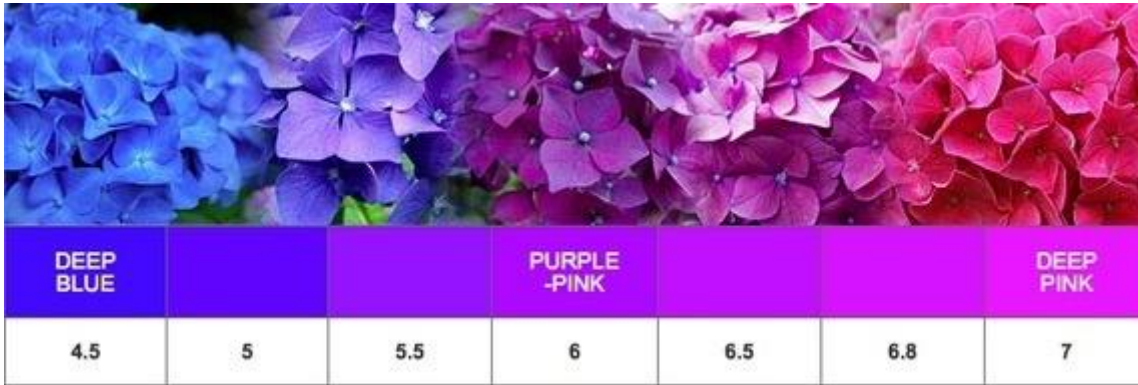 DEEP
BLUE
PURPLE
-PINK
DEEP
PINK
4.5 5 5.5 6 6.5 6.8 7